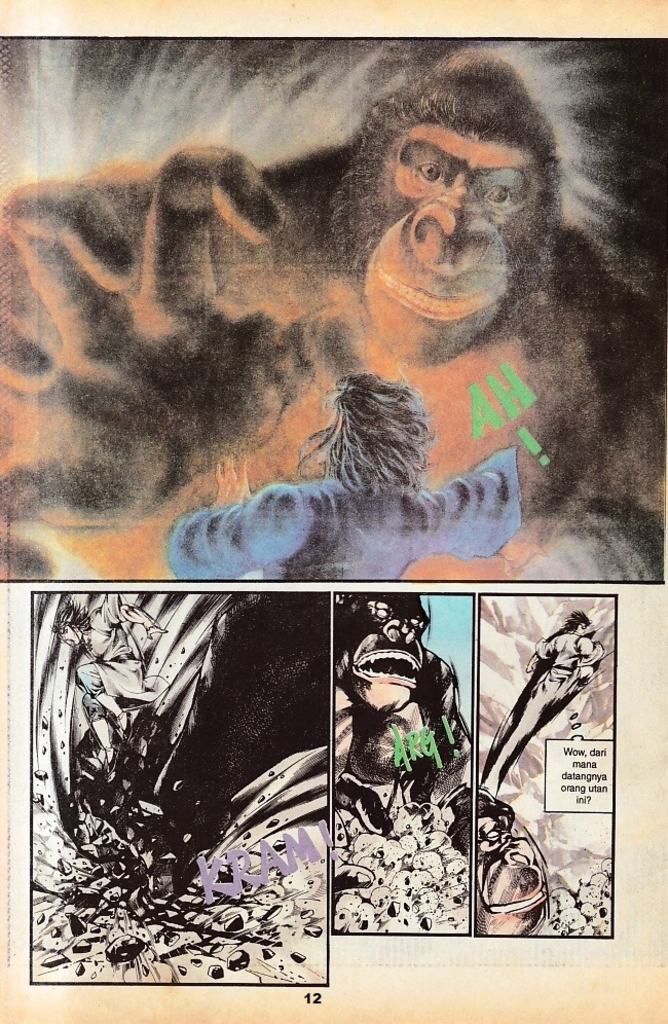 AH
!
KRAM!
ARG!
Wow, dari
mana
datangnya
orang utan
ini?
12